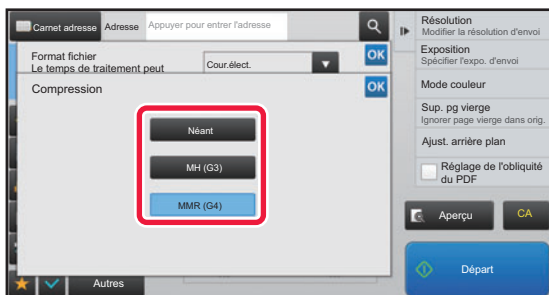 Carnet adresse
Adresse
Appuyer pour entrer l'adresse
Format fichier
Le temps de traitement peut
Cour.élect.
OK
Compression
OK
Néant
MH (G3)
MMR (G4)
Autres
Résolution
Modifier la résolution d'envoi
Exposition
Spécifier l'expo. d'envoi
Mode couleur
Sup. pg vierge
Ignorer page vierge dans orig.
Ajust. arrière plan
Réglage de l'obliquité
du PDF
Aperçu
CA
Départ